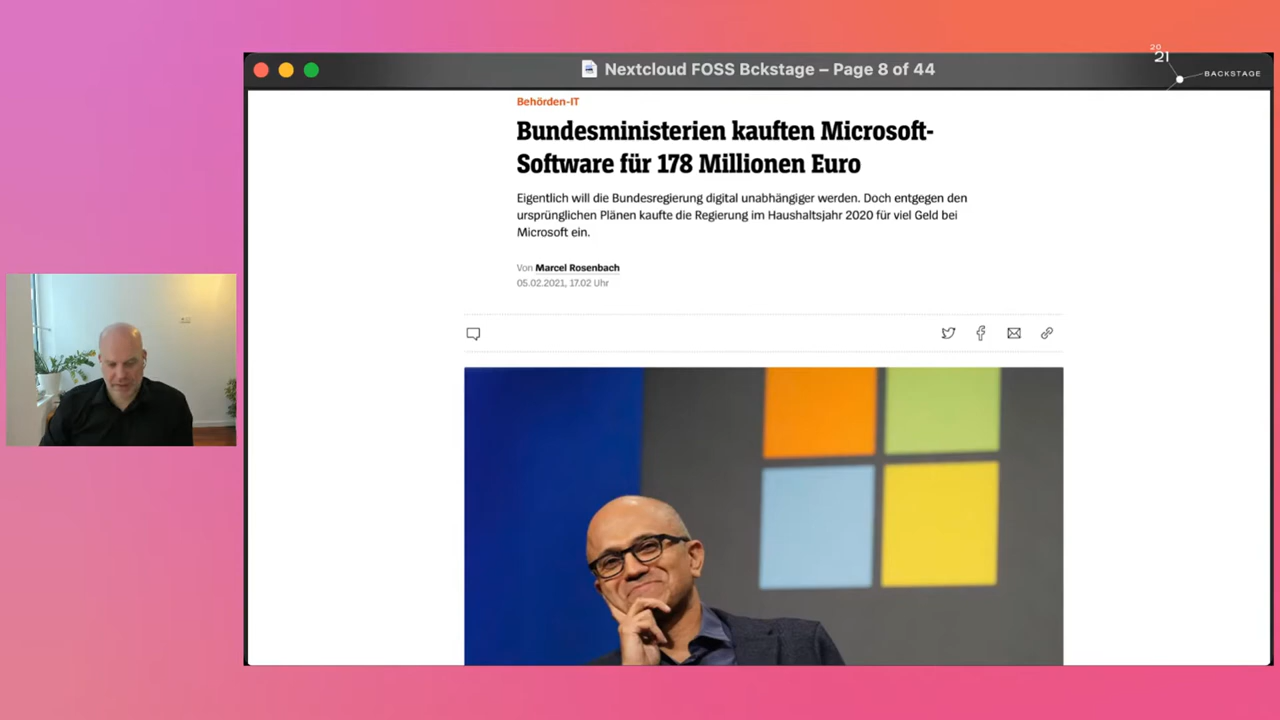 Nextcloud FOSS Bckstage – Page 8 of 44
20
21
BACKSTAGE
Behörden-IT
Bundesministerien kauften Microsoft-
Software für 178 Millionen Euro
Eigentlich will die Bundesregierung digital unabhängiger werden. Doch entgegen den
ursprünglichen Plänen kaufte die Regierung im Haushaltsjahr 2020 für viel Geld bei
Microsoft ein.
Von Marcel Rosenbach
05.02.2021, 17.02 Uhr